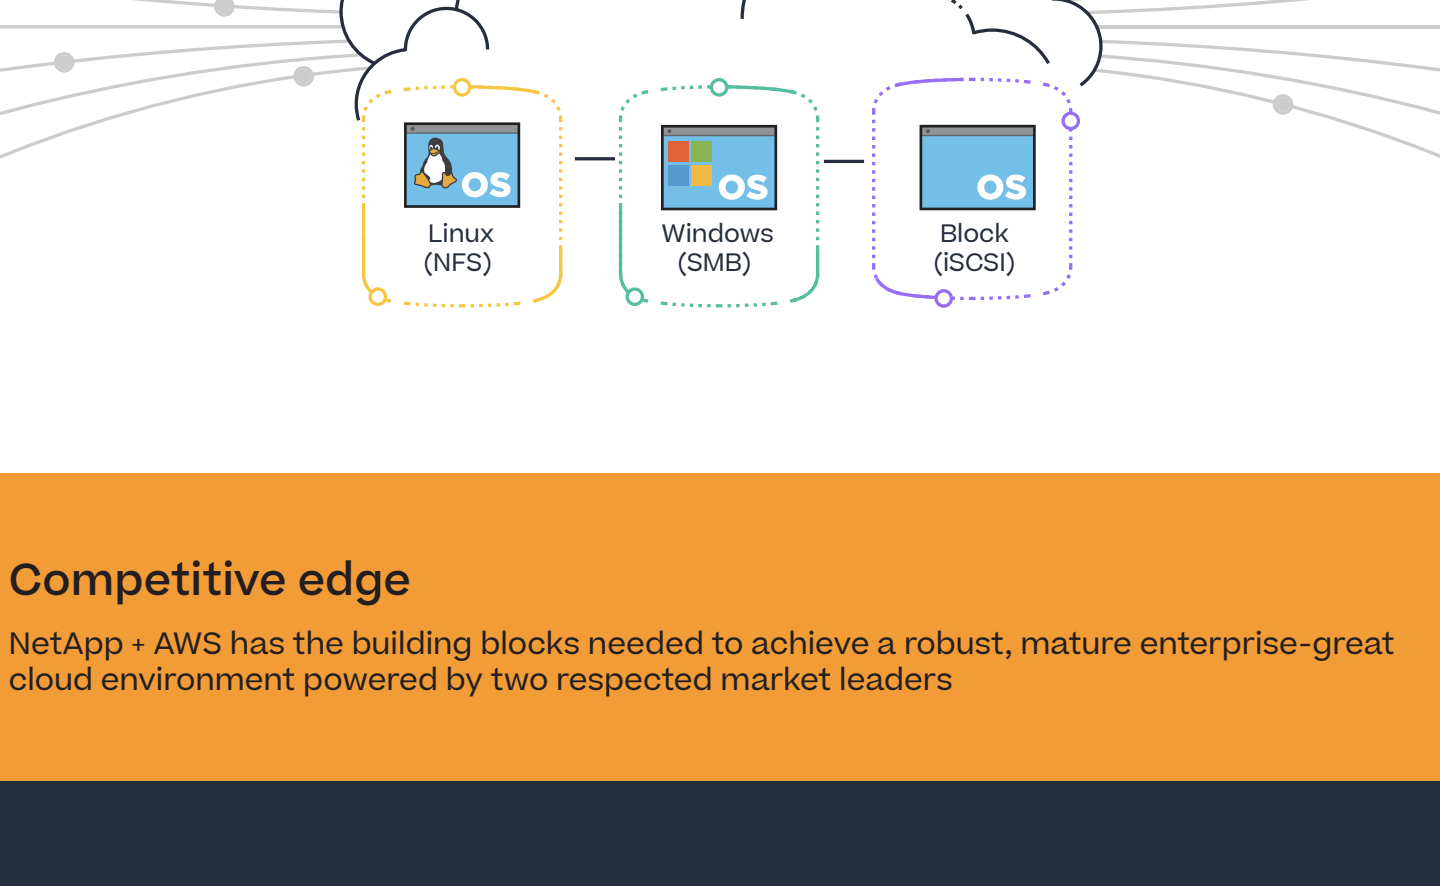 OS
OS
OS
Linux
(NFS)
Windows
(SMB)
Block
(iSCSI)
Competitive edge
NetApp + AWS has the building blocks needed to achieve a robust, mature enterprise-great
cloud environment powered by two respected market leaders